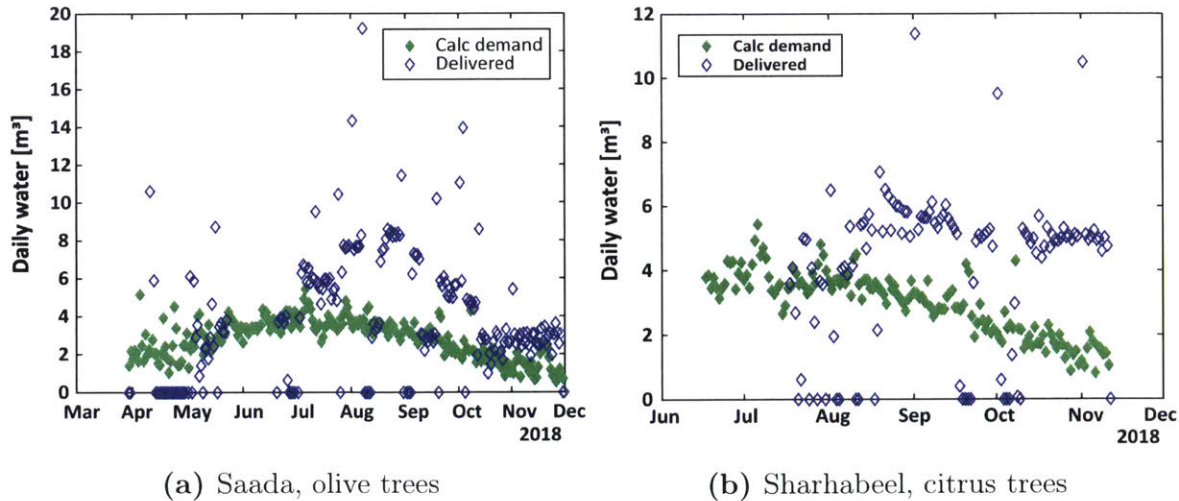 20
18
16
14
12
10
8
6
4
2
0
Daily water [m³]
Calc demand
Delivered
Mar Apr May Jun Jul Aug Sep Oct Nov Dec
2018
(a) Saada, olive trees
12
10
8
6
4
2
0
Daily water [m³]
Calc demand
Delivered
Jun Jul Aug Sep Oct Nov Dec
2018
(b) Sharhabeel, citrus trees